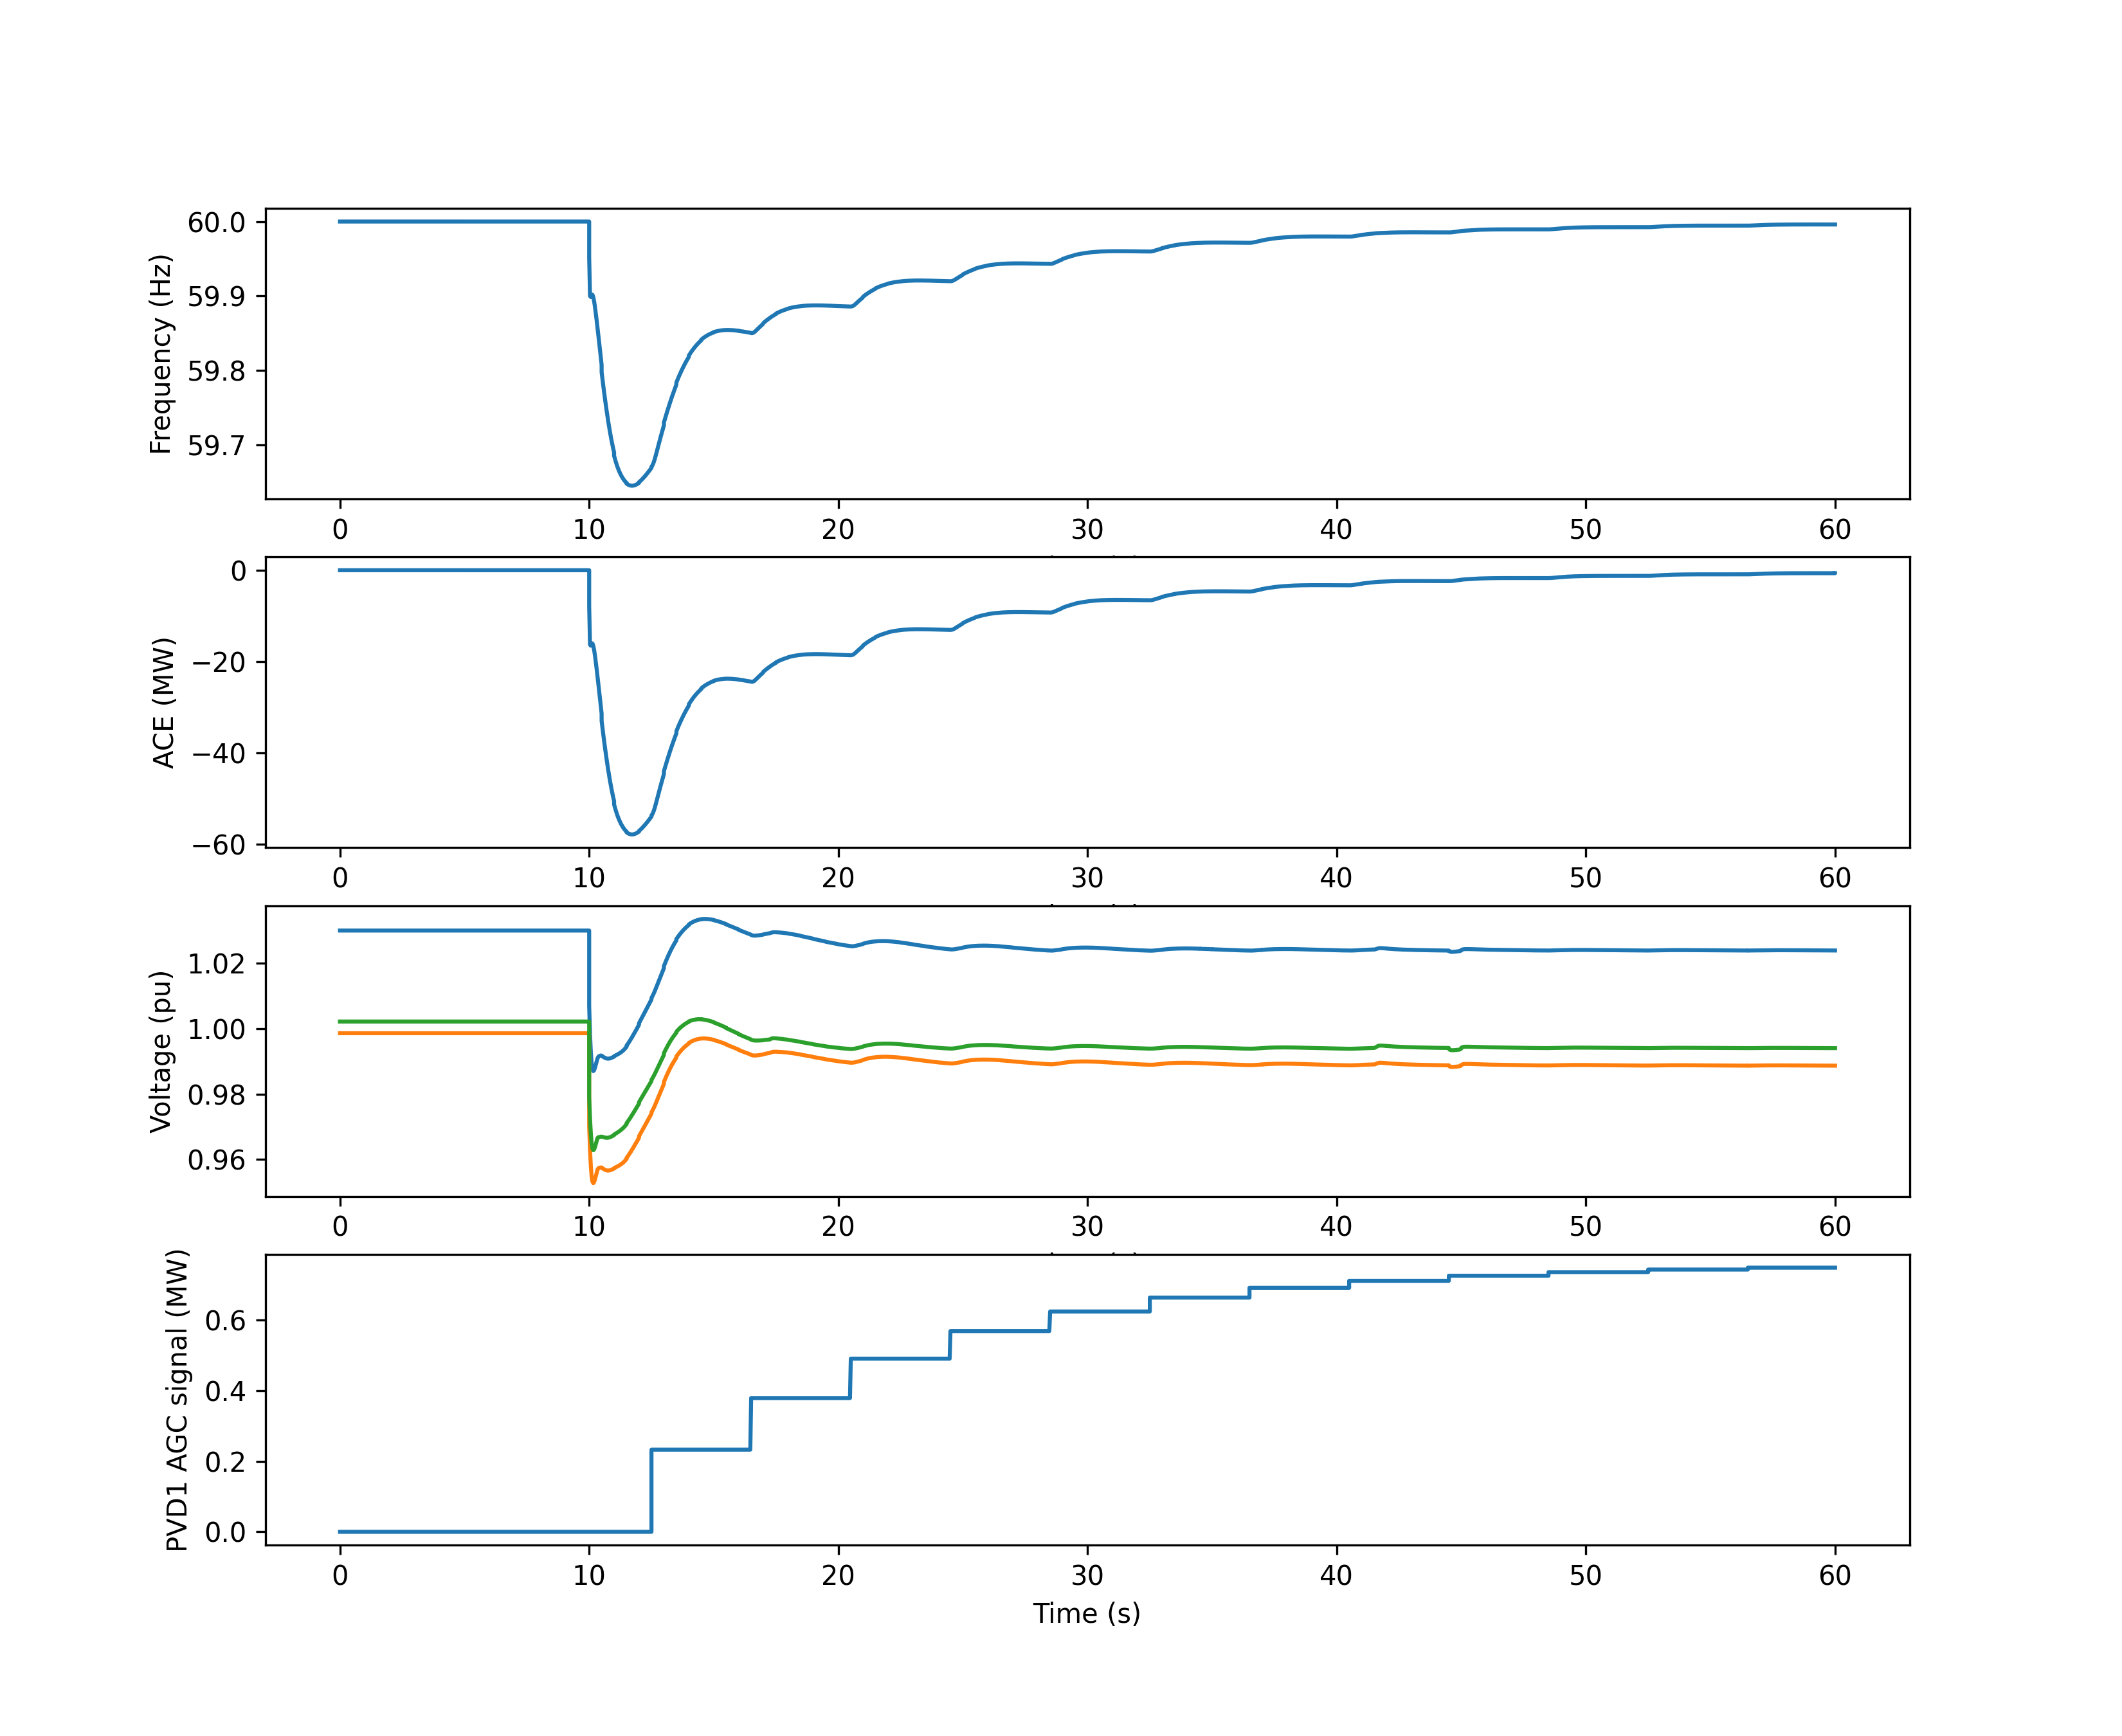 Frequency (Hz)
60.0
59.9
59.8
59.7
0 10 20 30 40 50 60
ACE (MW)
0
−20
−40
−60
0 10 20 30 40 50 60
Voltage (pu)
1.02
1.00
0.98
0.96
0 10 20 30 40 50 60
PVD1 AGC signal (MW)
0.6
0.4
0.2
0.0
0 10 20 30 40 50 60
Time (s)